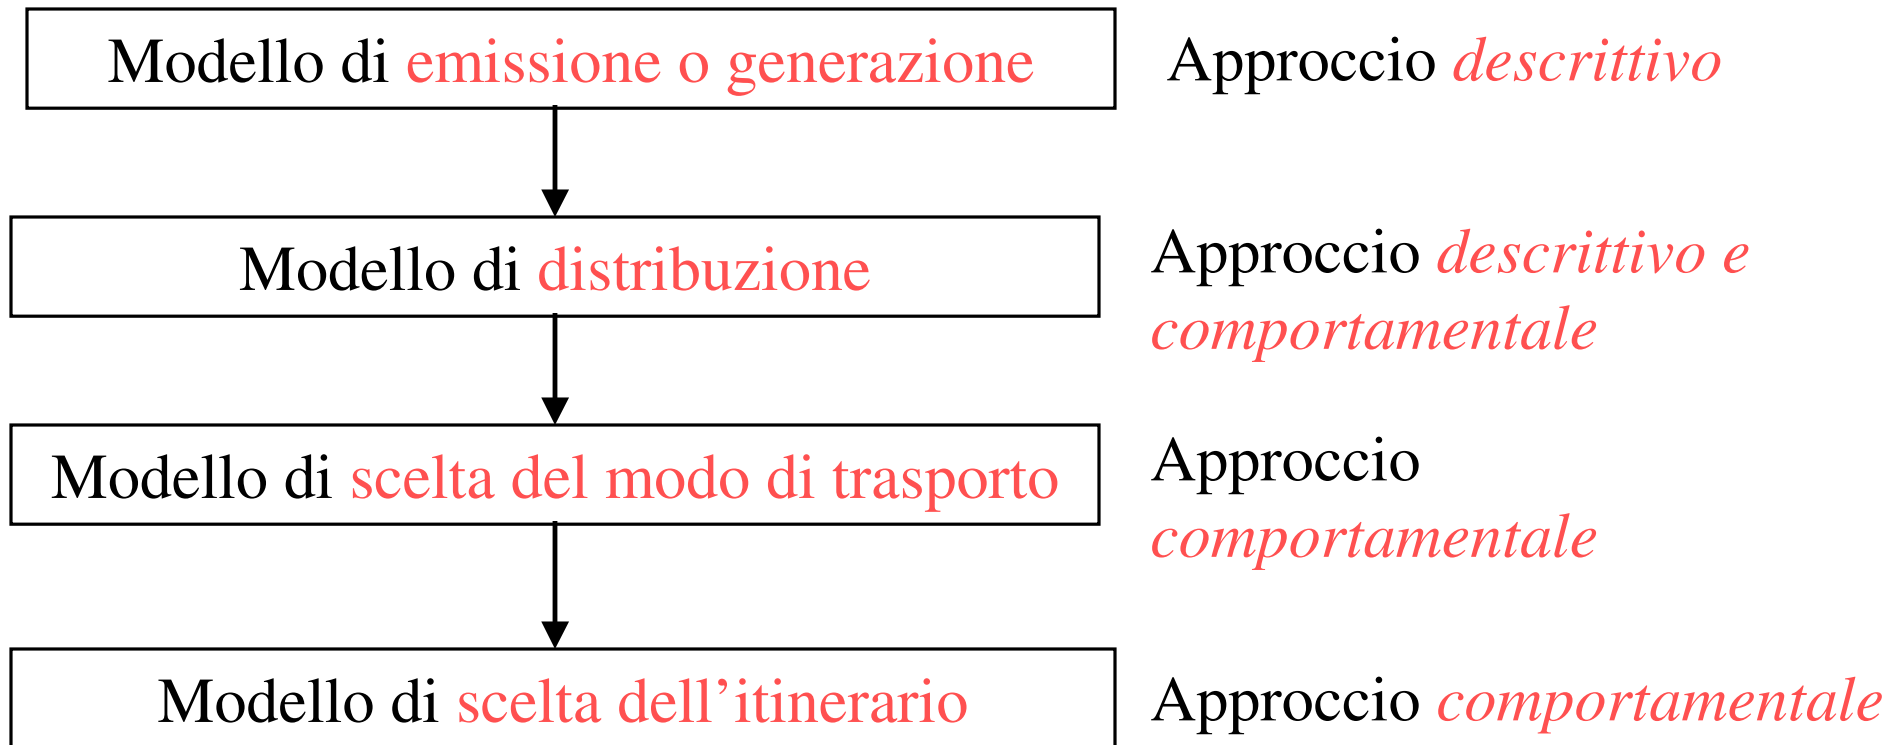 Modello di emissione o generazione
Approccio descrittivo
Modello di distribuzione
Approccio descrittivo e
comportamentale
Modello di scelta del modo di trasporto
Approccio
comportamentale
Modello di scelta dell’itinerario
Approccio comportamentale